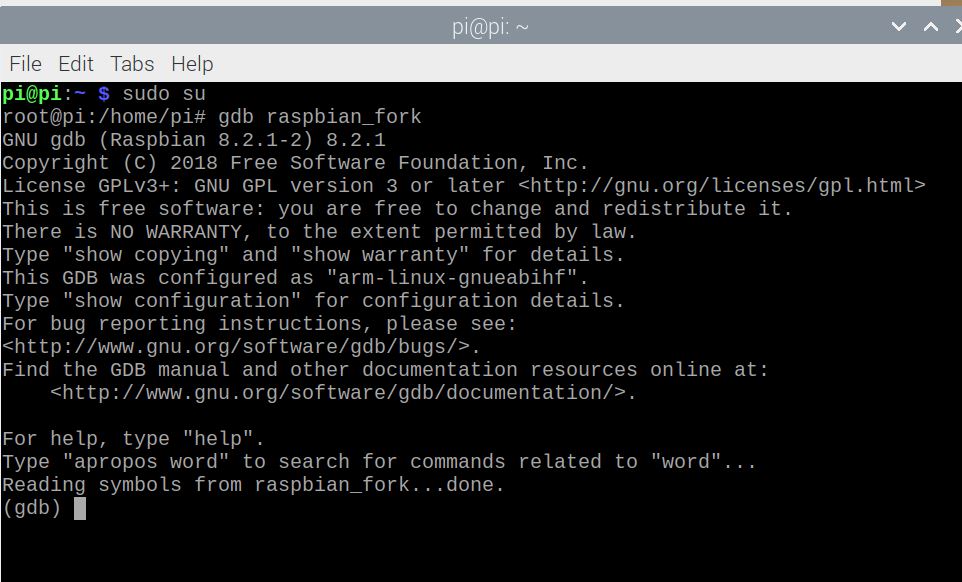 pi@pi: ~
File Edit Tabs Help
pi@pi:~ $ sudo su
root@pi:/home/pi# gdb raspbian_fork
GNU gdb (Raspbian 8.2.1-2) 8.2.1
Copyright (C) 2018 Free Software Foundation, Inc.
License GPLv3+: GNU GPL version 3 or later <http://gnu.org/licenses/gpl.html>
This is free software: you are free to change and redistribute it.
There is NO WARRANTY, to the extent permitted by law.
Type "show copying" and "show warranty" for details.
This GDB was configured as "arm-linux-gnueabihf".
Type "show configuration" for configuration details.
For bug reporting instructions, please see:
<http://www.gnu.org/software/gdb/bugs/>.
Find the GDB manual and other documentation resources online at:
    <http://www.gnu.org/software/gdb/documentation/>.

For help, type "help".
Type "apropos word" to search for commands related to "word"...
Reading symbols from raspbian_fork...done.
(gdb)